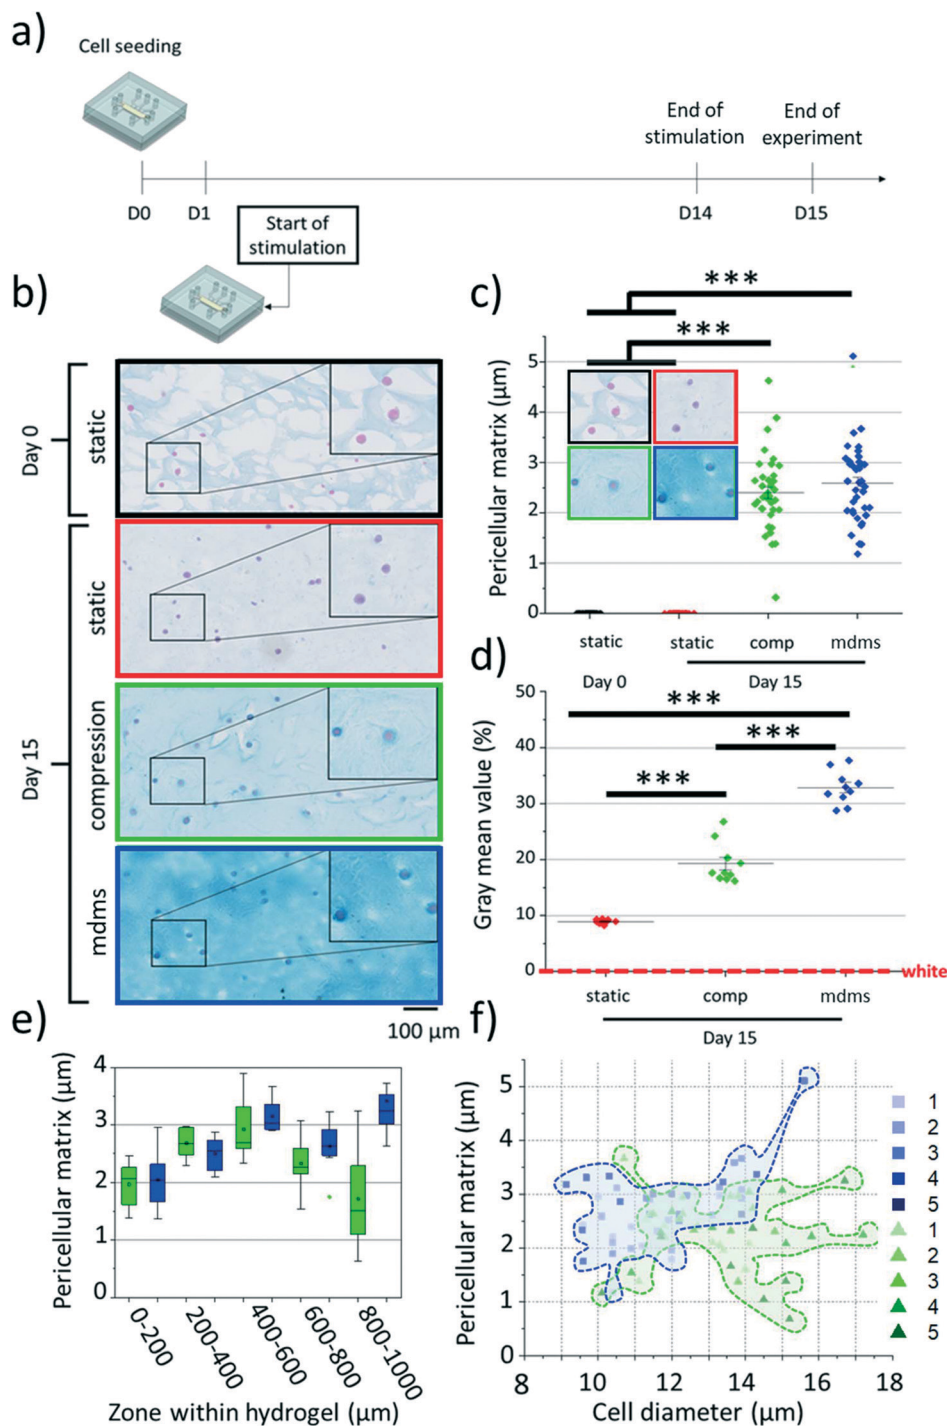 a)
Cell seeding
End of
stimulation
End of
experiment
D0
D1
D14
D15
Start of
stimulation
b)
Day 0
static
Day 15
static
compression
mdms
100 µm
c)
***
***
Pericellular matrix (µm)
5
4
3
2
1
0
static
static
comp
mdms
Day 0
Day 15
d)
***
***
***
Gray mean value (%)
50
40
30
20
10
0
white
static
comp
mdms
Day 15
e)
Pericellular matrix (µm)
4
3
2
1
0
0-200
200-400
400-600
600-800
800-1000
Zone within hydrogel (µm)
f)
Pericellular matrix (µm)
5
4
3
2
1
0
8
10
12
14
16
18
Cell diameter (µm)
1
2
3
4
5
1
2
3
4
5